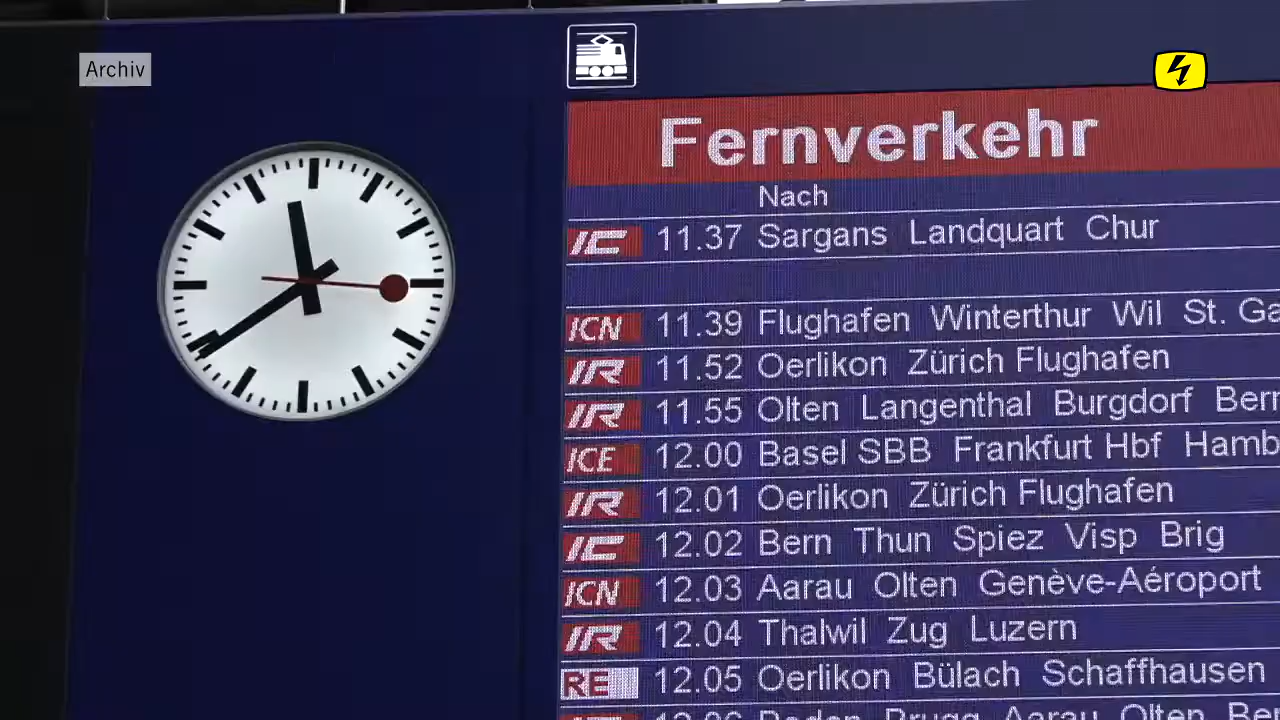 Archiv
Fernverkehr
Nach
IC 11.37 Sargans Landquart Chur
ICN 11.39 Flughafen Winterthur Wil St.
IR 11.52 Oerlikon Zürich Flughafen
IR 11.55 Olten Langenthal Burgdorf Bern
ICE 12.00 Basel SBB Frankfurt Hbf Hamb
IR 12.01 Oerlikon Zürich Flughafen
IC 12.02 Bern Thun Spiez Visp Brig
ICN 12.03 Aarau Olten Genève-Aéroport
IR 12.04 Thalwil Zug Luzern
RE 12.05 Oerlikon Bülach Schaffhausen